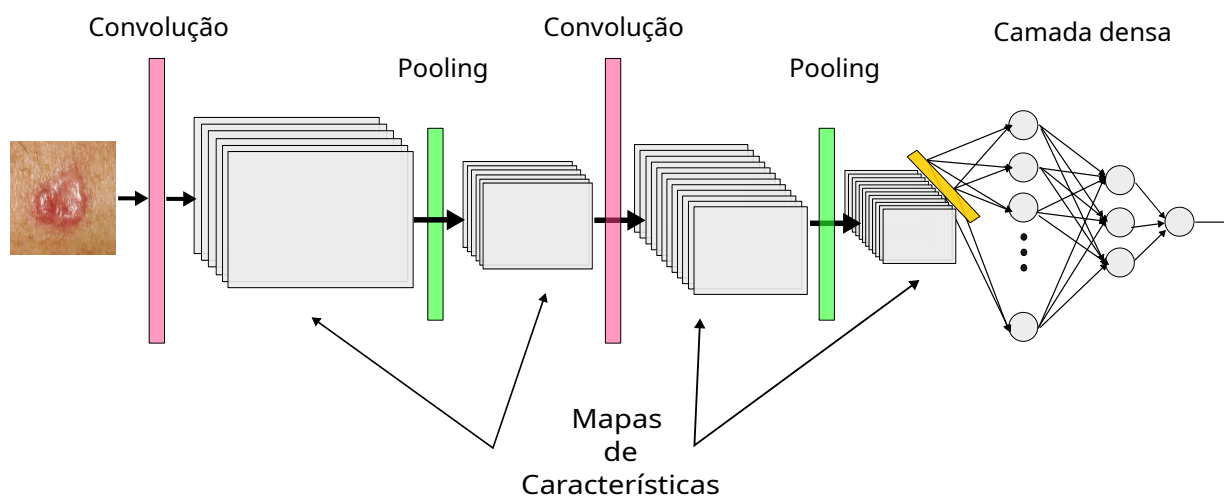 Convolução
Pooling
Convolução
Pooling
Camada densa
Mapas
de
Características